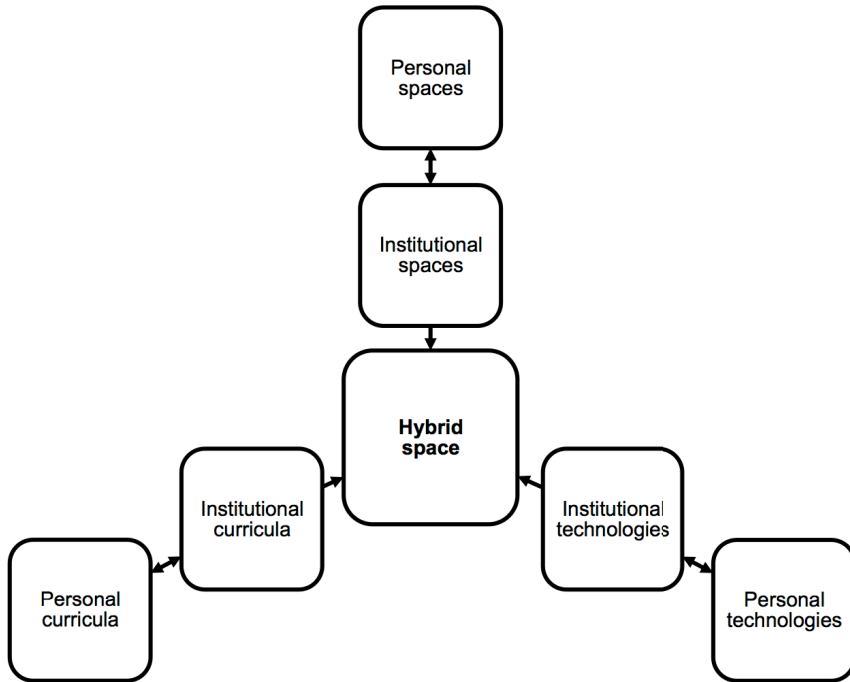 Personal
spaces
Institutional
spaces
Hybrid
space
Institutional
curricula
Institutional
technologies
Personal
curricula
Personal
technologies